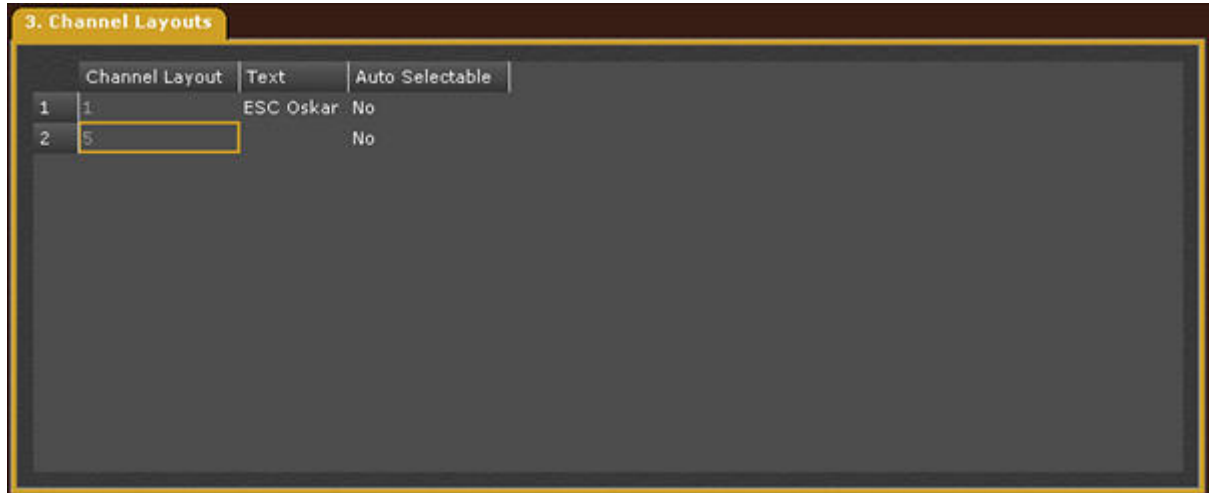 3. Channel Layouts
Channel Layout Text Auto Selectable
1 1 ESC Oskar No
2 5 No